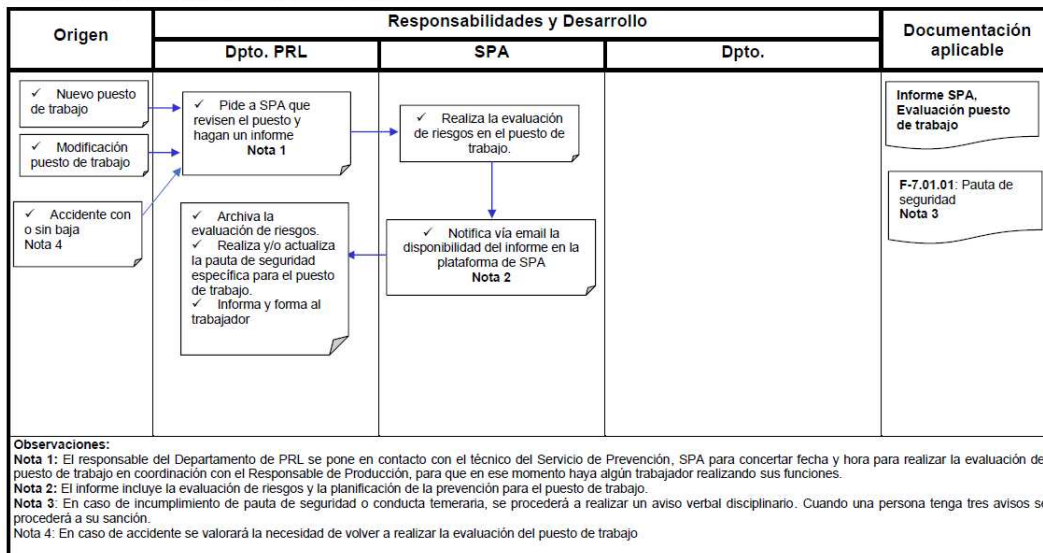 Origen
Responsabilidades y Desarrollo
Documentación
aplicable
Dpto. PRL
SPA
Dpto.
✓ Nuevo puesto
de trabajo
✓ Modificación
puesto de trabajo
✓ Accidente con
o sin baja
Nota 4
✓ Pide a SPA que
revisen el puesto y
hagan un informe
Nota 1
✓ Realiza la evaluación
de riesgos en el puesto de
trabajo.
✓ Notifica vía email la
disponibilidad del informe en la
plataforma de SPA
Nota 2
✓ Archiva la
evaluación de riesgos.
✓ Realiza y/o actualiza
la pauta de seguridad
específica para el puesto
de trabajo.
✓ Informa y forma al
trabajador
Informe SPA,
Evaluación puesto
de trabajo
F-7.01.01: Pauta de
seguridad
Nota 3
Observaciones:
Nota 1: El responsable del Departamento de PRL se pone en contacto con el técnico del Servicio de Prevención, SPA para concertar fecha y hora para realizar la evaluación de
puesto de trabajo en coordinación con el Responsable de Producción, para que en ese momento haya algún trabajador realizando sus funciones.
Nota 2: El informe incluye la evaluación de riesgos y la planificación de la prevención para el puesto de trabajo.
Nota 3: En caso de incumplimiento de pauta de seguridad o conducta temeraria, se procederá a realizar un aviso verbal disciplinario. Cuando una persona tenga tres avisos se
procederá a su sanción.
Nota 4: En caso de accidente se valorará la necesidad de volver a realizar la evaluación del puesto de trabajo